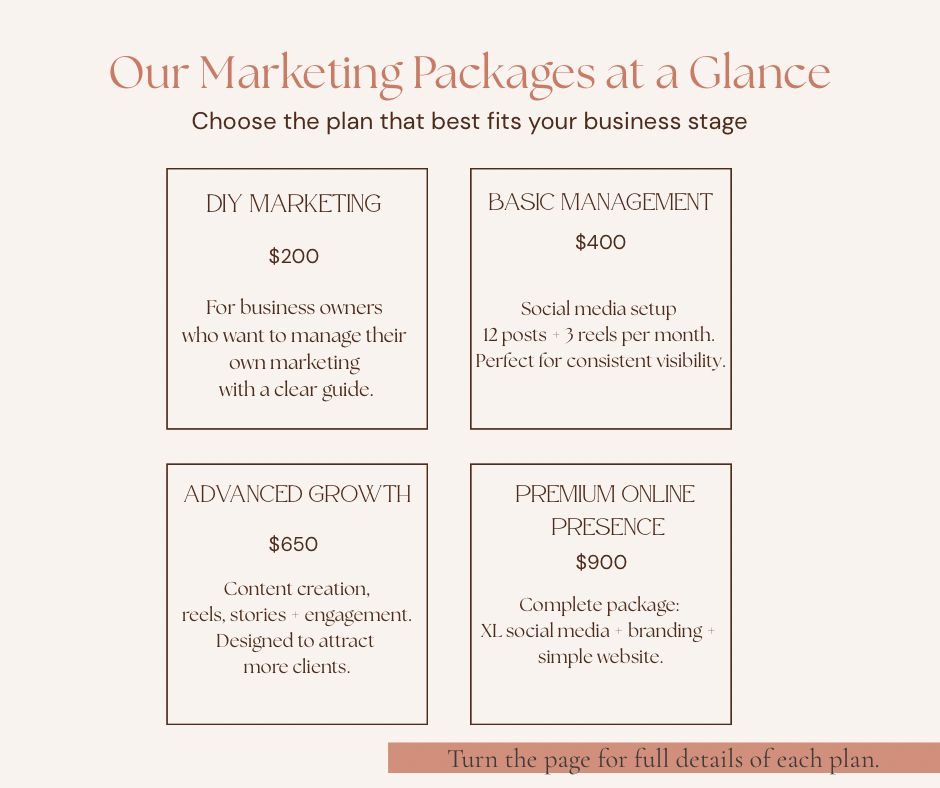 Our Marketing Packages at a Glance
Choose the plan that best fits your business stage
DIY MARKETING
$200
For business owners
who want to manage their
own marketing
with a clear guide.
BASIC MANAGEMENT
$400
Social media setup
12 posts + 3 reels per month.
Perfect for consistent visibility.
ADVANCED GROWTH
$650
Content creation,
reels, stories + engagement.
Designed to attract
more clients.
PREMIUM ONLINE
PRESENCE
$900
Complete package:
XL social media + branding +
simple website.
Turn the page for full details of each plan.